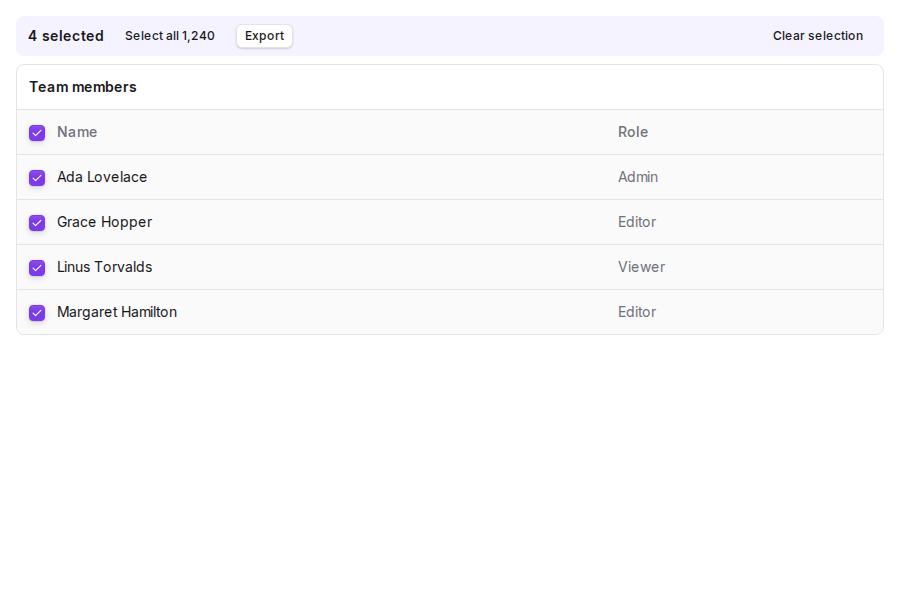 4 selected Select all 1,240 Export Clear selection
Team members
Name Role
Ada Lovelace Admin
Grace Hopper Editor
Linus Torvalds Viewer
Margaret Hamilton Editor